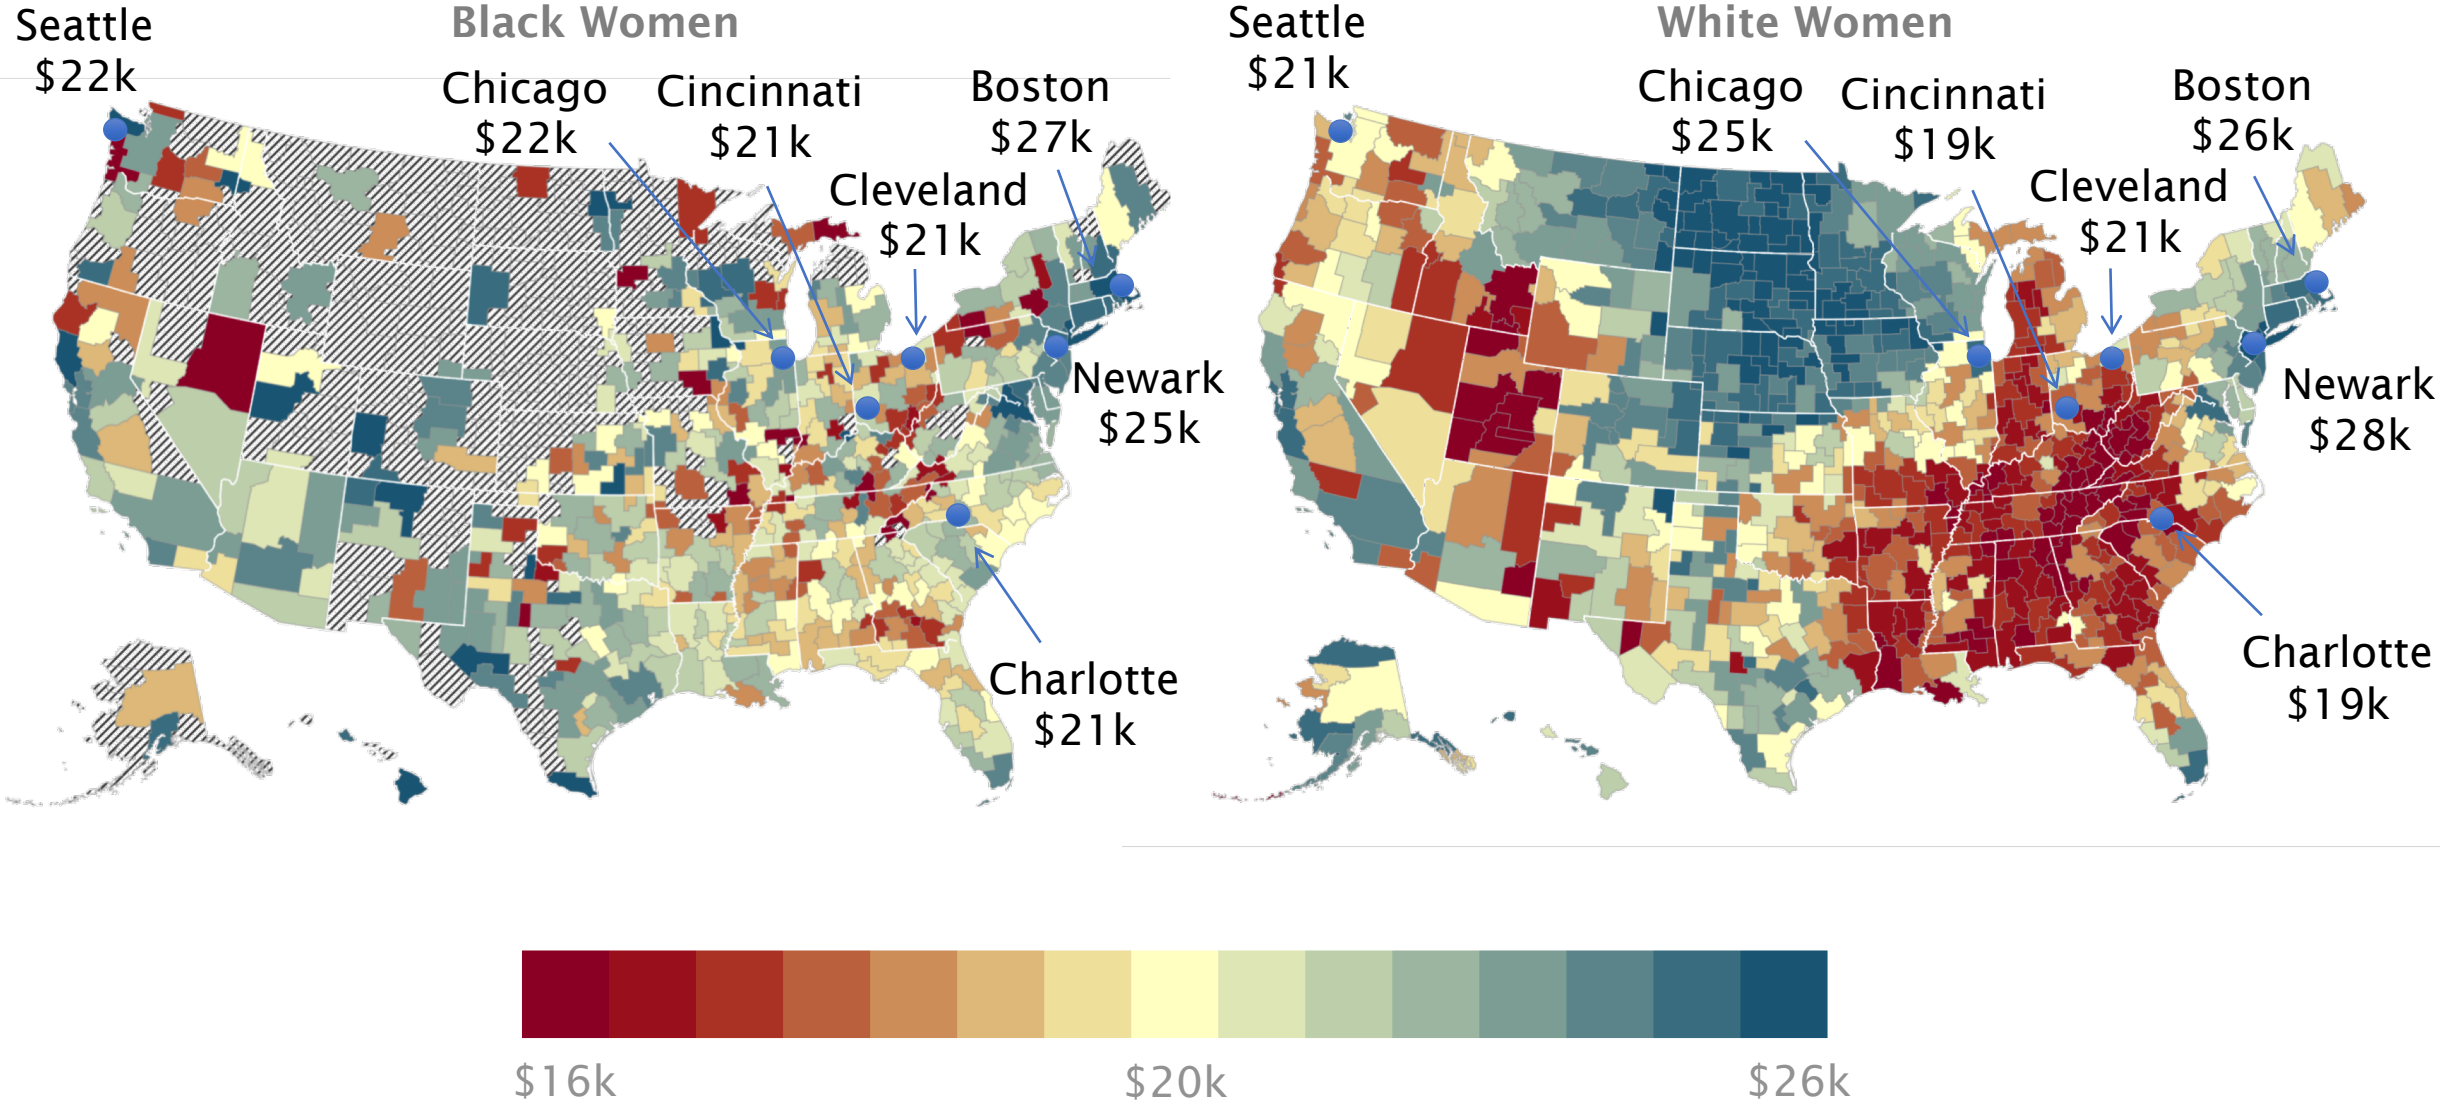 Black Women
Seattle
$22k
Chicago
$22k
Cincinnati
$21k
Boston
$27k
Cleveland
$21k
Newark
$25k
Charlotte
$21k
White Women
Seattle
$21k
Chicago
$25k
Cincinnati
$19k
Boston
$26k
Cleveland
$21k
Newark
$28k
Charlotte
$19k
$16k
$20k
$26k